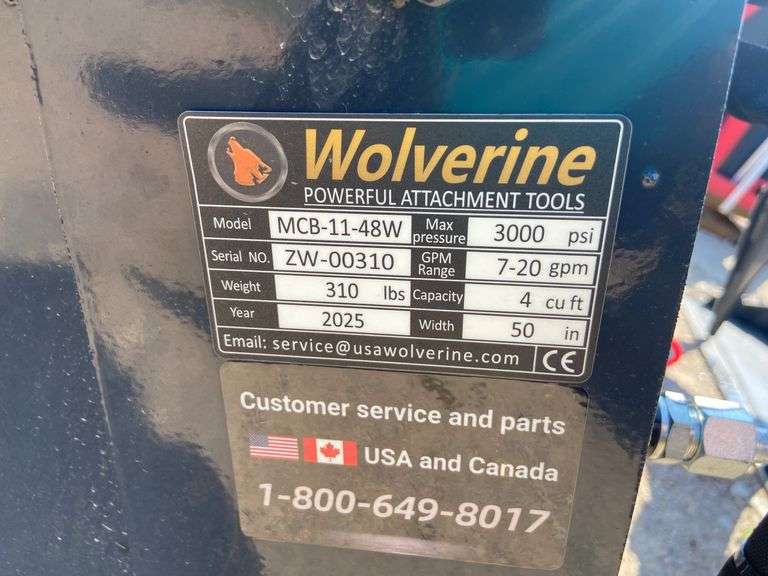 Wolverine
POWERFUL ATTACHMENT TOOLS
Model MCB-11-48W Max pressure 3000 psi
Serial NO. ZW-00310 GPM Range 7-20 gpm
Weight 310 lbs Capacity 4 cu ft
Year 2025 Width 50 in
Email: service@usawolverine.com CE
Customer service and parts
USA and Canada
1-800-649-8017